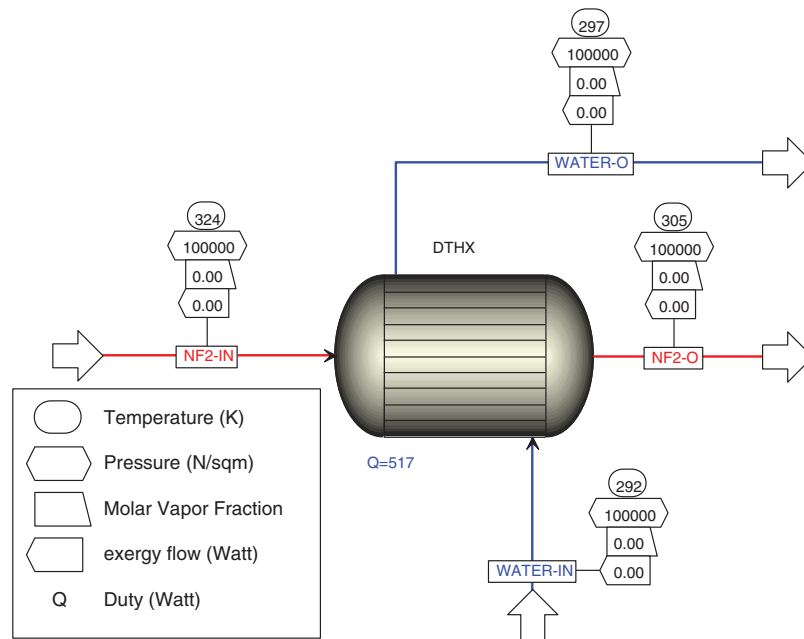 297
100000
0.00
0.00
WATER-O
324
100000
0.00
0.00
NF2-IN
DTHX
305
100000
0.00
0.00
NF2-O
Temperature (K)
Pressure (N/sqm)
Molar Vapor Fraction
exergy flow (Watt)
Q Duty (Watt)
Q=517
292
100000
0.00
0.00
WATER-IN